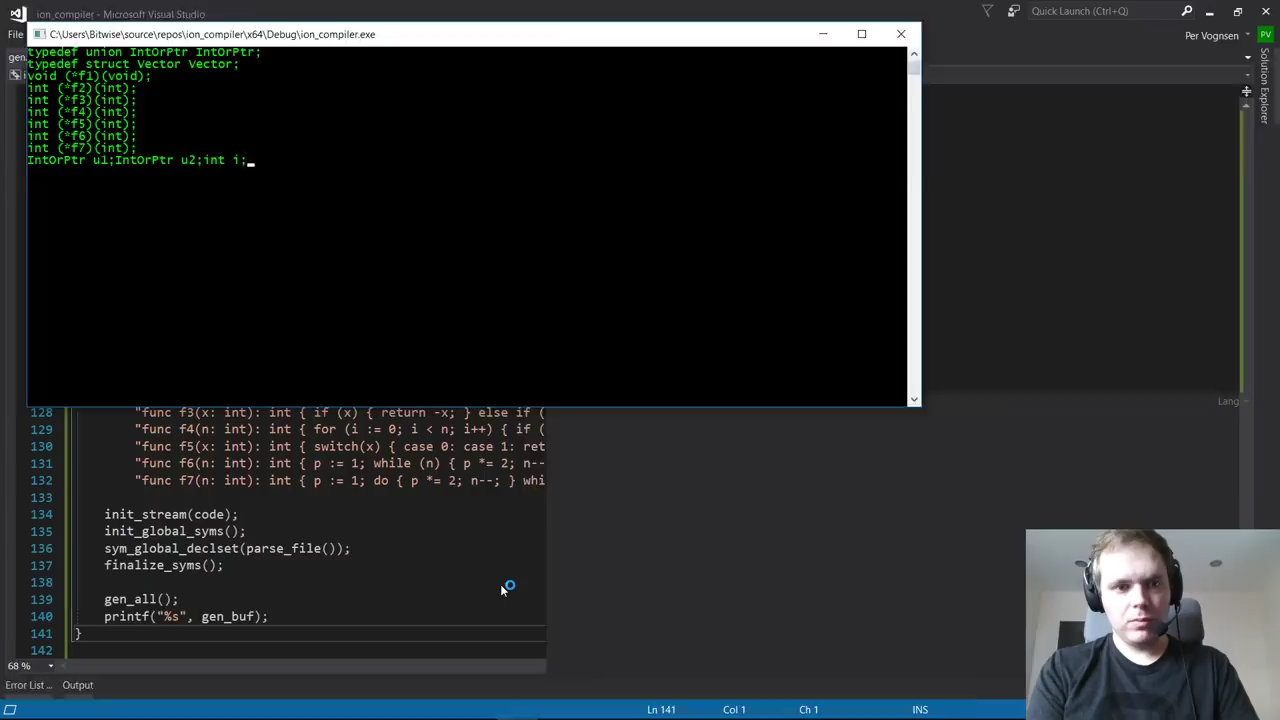 ion_compiler - Microsoft Visual Studio
Quick Launch (Ctrl+Q)
File
C:\Users\Bitwise\source\repos\ion_compiler\x64\Debug\ion_compiler.exe
Per Vognsen
PV
gen.
Solution Explorer
typedef union IntOrPtr IntOrPtr;
typedef struct Vector Vector;
void (*f1)(void);
int (*f2)(int);
int (*f3)(int);
int (*f4)(int);
int (*f5)(int);
int (*f6)(int);
int (*f7)(int);
IntOrPtr u1;IntOrPtr u2;int i;
Lang
128 "func f3(x: int): int { if (x) { return -x; } else if (
129 "func f4(n: int): int { for (i := 0; i < n; i++) { if (
130 "func f5(x: int): int { switch(x) { case 0: case 1: ret
131 "func f6(n: int): int { p := 1; while (n) { p *= 2; n--
132 "func f7(n: int): int { p := 1; do { p *= 2; n--; } whi
133
134 init_stream(code);
135 init_global_syms();
136 sym_global_declset(parse_file());
137 finalize_syms();
138
139 gen_all();
140 printf("%s", gen_buf);
141 }
142
68 %
Error List ... Output
Ln 141 Col 1 Ch 1 INS